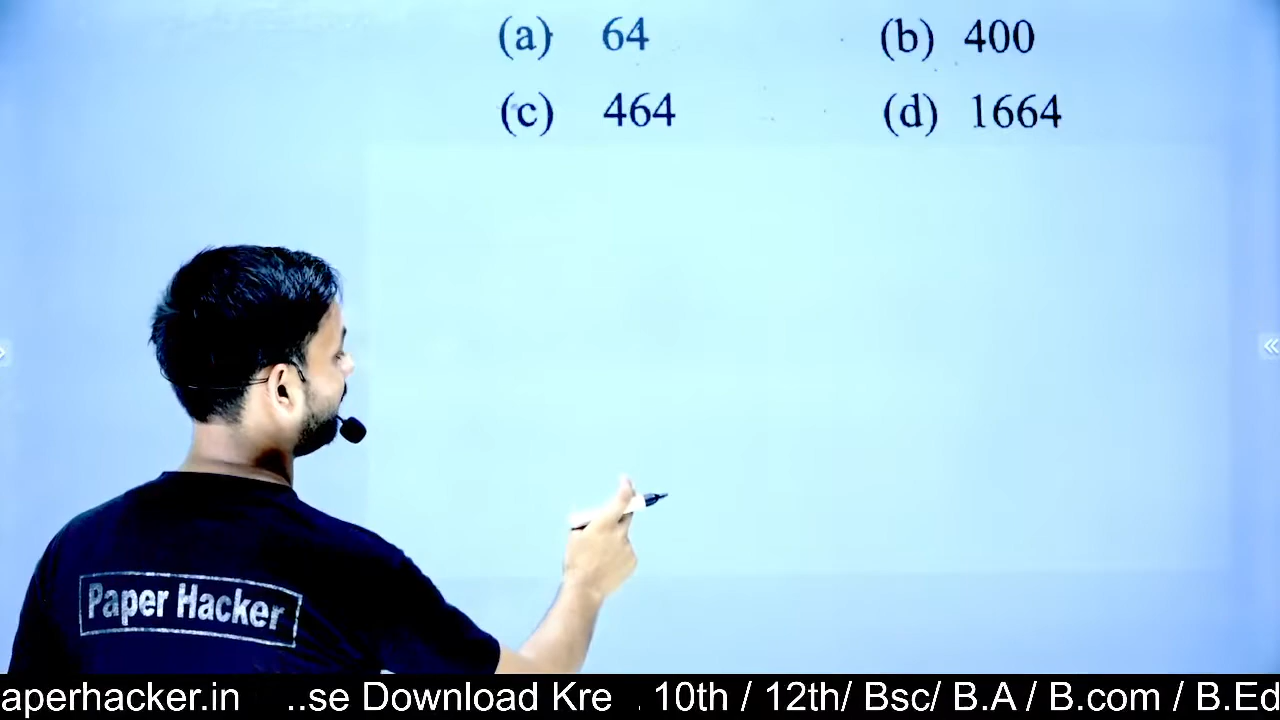 (a) 64 (b) 400
(c) 464 (d) 1664
Paper Hacker
aperhacker.in ..se Download Kre . 10th / 12th/ Bsc/ B.A / B.com / B.Ed